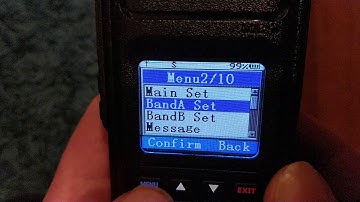 T S 99%
Menu2/10
Main Set
BandA Set
BandB Set
Message
Confirm Back
MENU EXIT